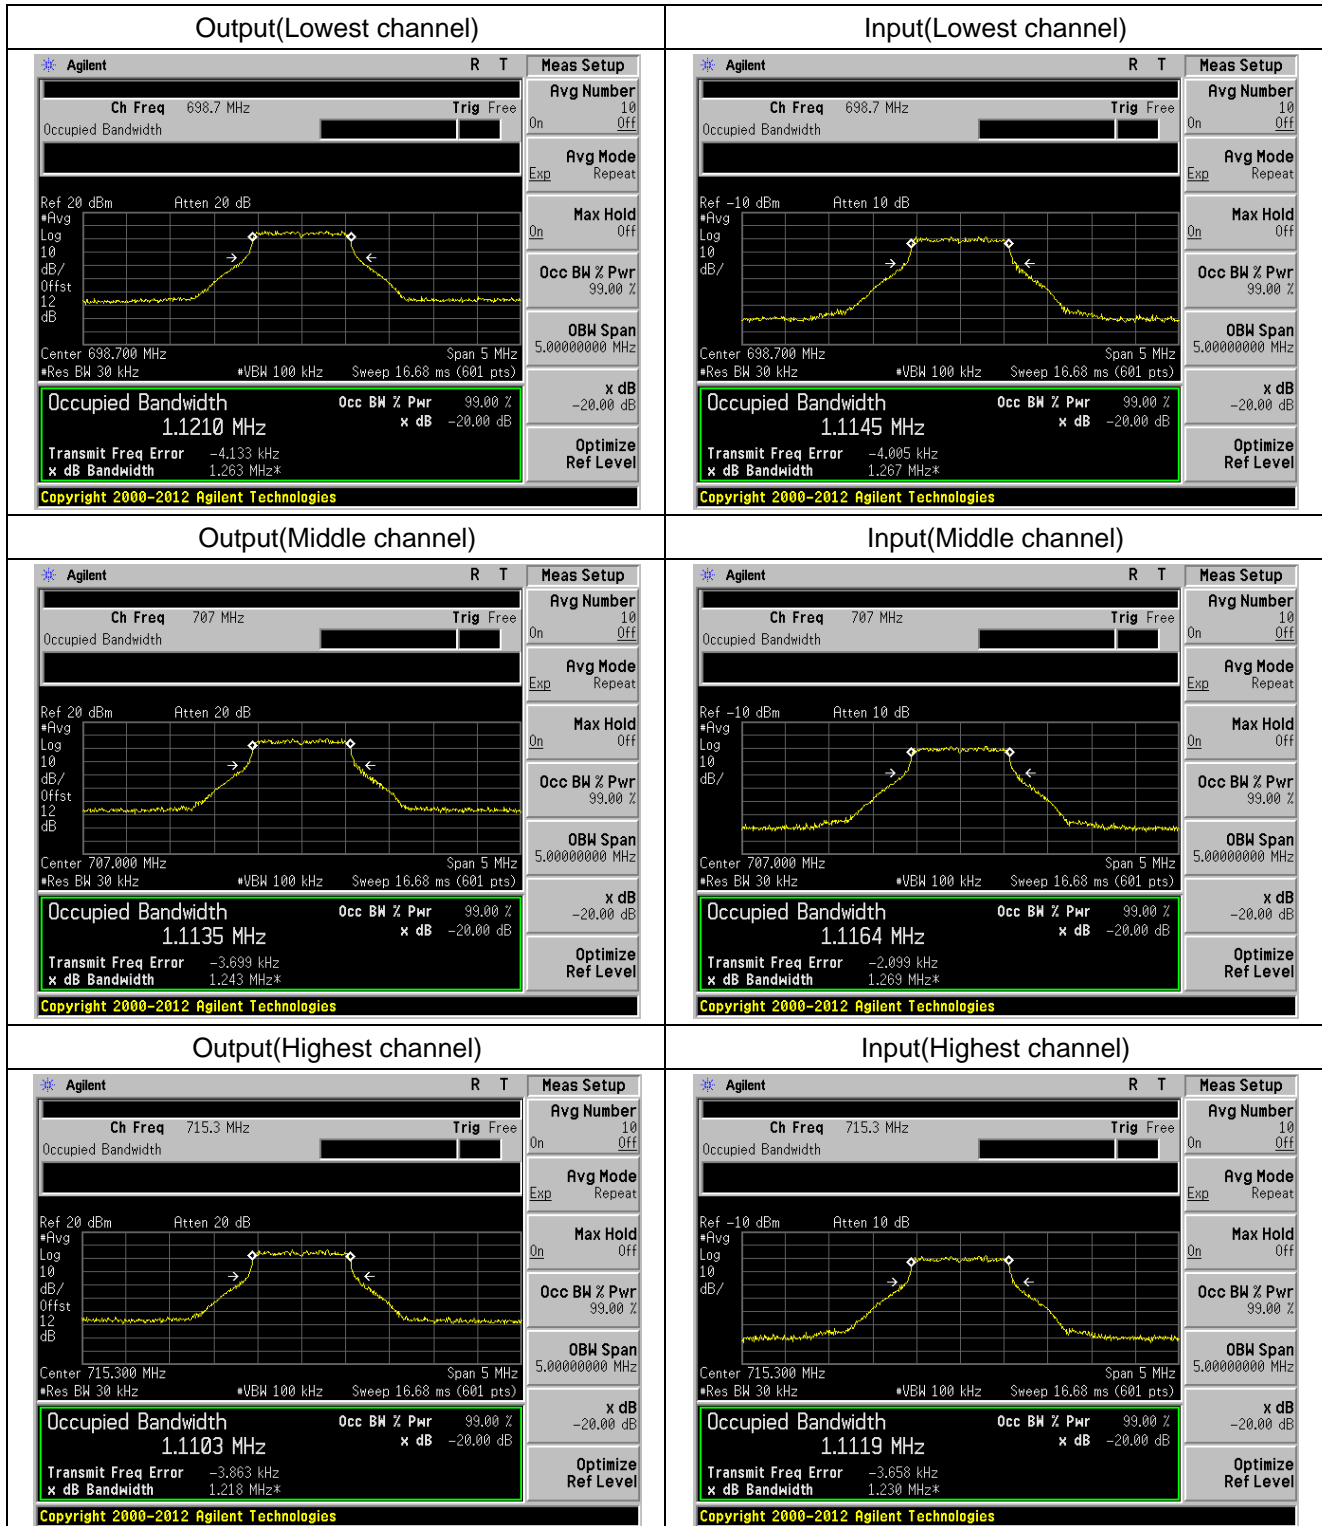 Output(Lowest channel)
Input(Lowest channel)
Agilent R T Meas Setup
Ch Freq 698.7 MHz Trig Free
Occupied Bandwidth
Avg Number
10
On Off
Avg Mode
Exp Repeat
Max Hold
On Off
Occ BW % Pwr
99.00 %
OBW Span
5.00000000 MHz
x dB
-20.00 dB
Optimize
Ref Level
Ref 20 dBm Atten 20 dB
#Avg
Log
10
dB/
Offst
12
dB
Center 698.700 MHz Span 5 MHz
#Res BW 30 kHz #VBW 100 kHz Sweep 16.68 ms (601 pts)
Occupied Bandwidth Occ BW % Pwr 99.00 %
1.1210 MHz x dB -20.00 dB
Transmit Freq Error -4.133 kHz
x dB Bandwidth 1.263 MHz*
Copyright 2000-2012 Agilent Technologies
Agilent R T Meas Setup
Ch Freq 698.7 MHz Trig Free
Occupied Bandwidth
Avg Number
10
On Off
Avg Mode
Exp Repeat
Max Hold
On Off
Occ BW % Pwr
99.00 %
OBW Span
5.00000000 MHz
x dB
-20.00 dB
Optimize
Ref Level
Ref -10 dBm Atten 10 dB
#Avg
Log
10
dB/
Center 698.700 MHz Span 5 MHz
#Res BW 30 kHz #VBW 100 kHz Sweep 16.68 ms (601 pts)
Occupied Bandwidth Occ BW % Pwr 99.00 %
1.1145 MHz x dB -20.00 dB
Transmit Freq Error -4.005 kHz
x dB Bandwidth 1.267 MHz*
Copyright 2000-2012 Agilent Technologies
Output(Middle channel)
Input(Middle channel)
Agilent R T Meas Setup
Ch Freq 707 MHz Trig Free
Occupied Bandwidth
Avg Number
10
On Off
Avg Mode
Exp Repeat
Max Hold
On Off
Occ BW % Pwr
99.00 %
OBW Span
5.00000000 MHz
x dB
-20.00 dB
Optimize
Ref Level
Ref 20 dBm Atten 20 dB
#Avg
Log
10
dB/
Offst
12
dB
Center 707.000 MHz Span 5 MHz
#Res BW 30 kHz #VBW 100 kHz Sweep 16.68 ms (601 pts)
Occupied Bandwidth Occ BW % Pwr 99.00 %
1.1135 MHz x dB -20.00 dB
Transmit Freq Error -3.699 kHz
x dB Bandwidth 1.243 MHz*
Copyright 2000-2012 Agilent Technologies
Agilent R T Meas Setup
Ch Freq 707 MHz Trig Free
Occupied Bandwidth
Avg Number
10
On Off
Avg Mode
Exp Repeat
Max Hold
On Off
Occ BW % Pwr
99.00 %
OBW Span
5.00000000 MHz
x dB
-20.00 dB
Optimize
Ref Level
Ref -10 dBm Atten 10 dB
#Avg
Log
10
dB/
Center 707.000 MHz Span 5 MHz
#Res BW 30 kHz #VBW 100 kHz Sweep 16.68 ms (601 pts)
Occupied Bandwidth Occ BW % Pwr 99.00 %
1.1164 MHz x dB -20.00 dB
Transmit Freq Error -2.099 kHz
x dB Bandwidth 1.269 MHz*
Copyright 2000-2012 Agilent Technologies
Output(Highest channel)
Input(Highest channel)
Agilent R T Meas Setup
Ch Freq 715.3 MHz Trig Free
Occupied Bandwidth
Avg Number
10
On Off
Avg Mode
Exp Repeat
Max Hold
On Off
Occ BW % Pwr
99.00 %
OBW Span
5.00000000 MHz
x dB
-20.00 dB
Optimize
Ref Level
Ref 20 dBm Atten 20 dB
#Avg
Log
10
dB/
Offst
12
dB
Center 715.300 MHz Span 5 MHz
#Res BW 30 kHz #VBW 100 kHz Sweep 16.68 ms (601 pts)
Occupied Bandwidth Occ BW % Pwr 99.00 %
1.1103 MHz x dB -20.00 dB
Transmit Freq Error -3.863 kHz
x dB Bandwidth 1.218 MHz*
Copyright 2000-2012 Agilent Technologies
Agilent R T Meas Setup
Ch Freq 715.3 MHz Trig Free
Occupied Bandwidth
Avg Number
10
On Off
Avg Mode
Exp Repeat
Max Hold
On Off
Occ BW % Pwr
99.00 %
OBW Span
5.00000000 MHz
x dB
-20.00 dB
Optimize
Ref Level
Ref -10 dBm Atten 10 dB
#Avg
Log
10
dB/
Center 715.300 MHz Span 5 MHz
#Res BW 30 kHz #VBW 100 kHz Sweep 16.68 ms (601 pts)
Occupied Bandwidth Occ BW % Pwr 99.00 %
1.1119 MHz x dB -20.00 dB
Transmit Freq Error -3.658 kHz
x dB Bandwidth 1.230 MHz*
Copyright 2000-2012 Agilent Technologies